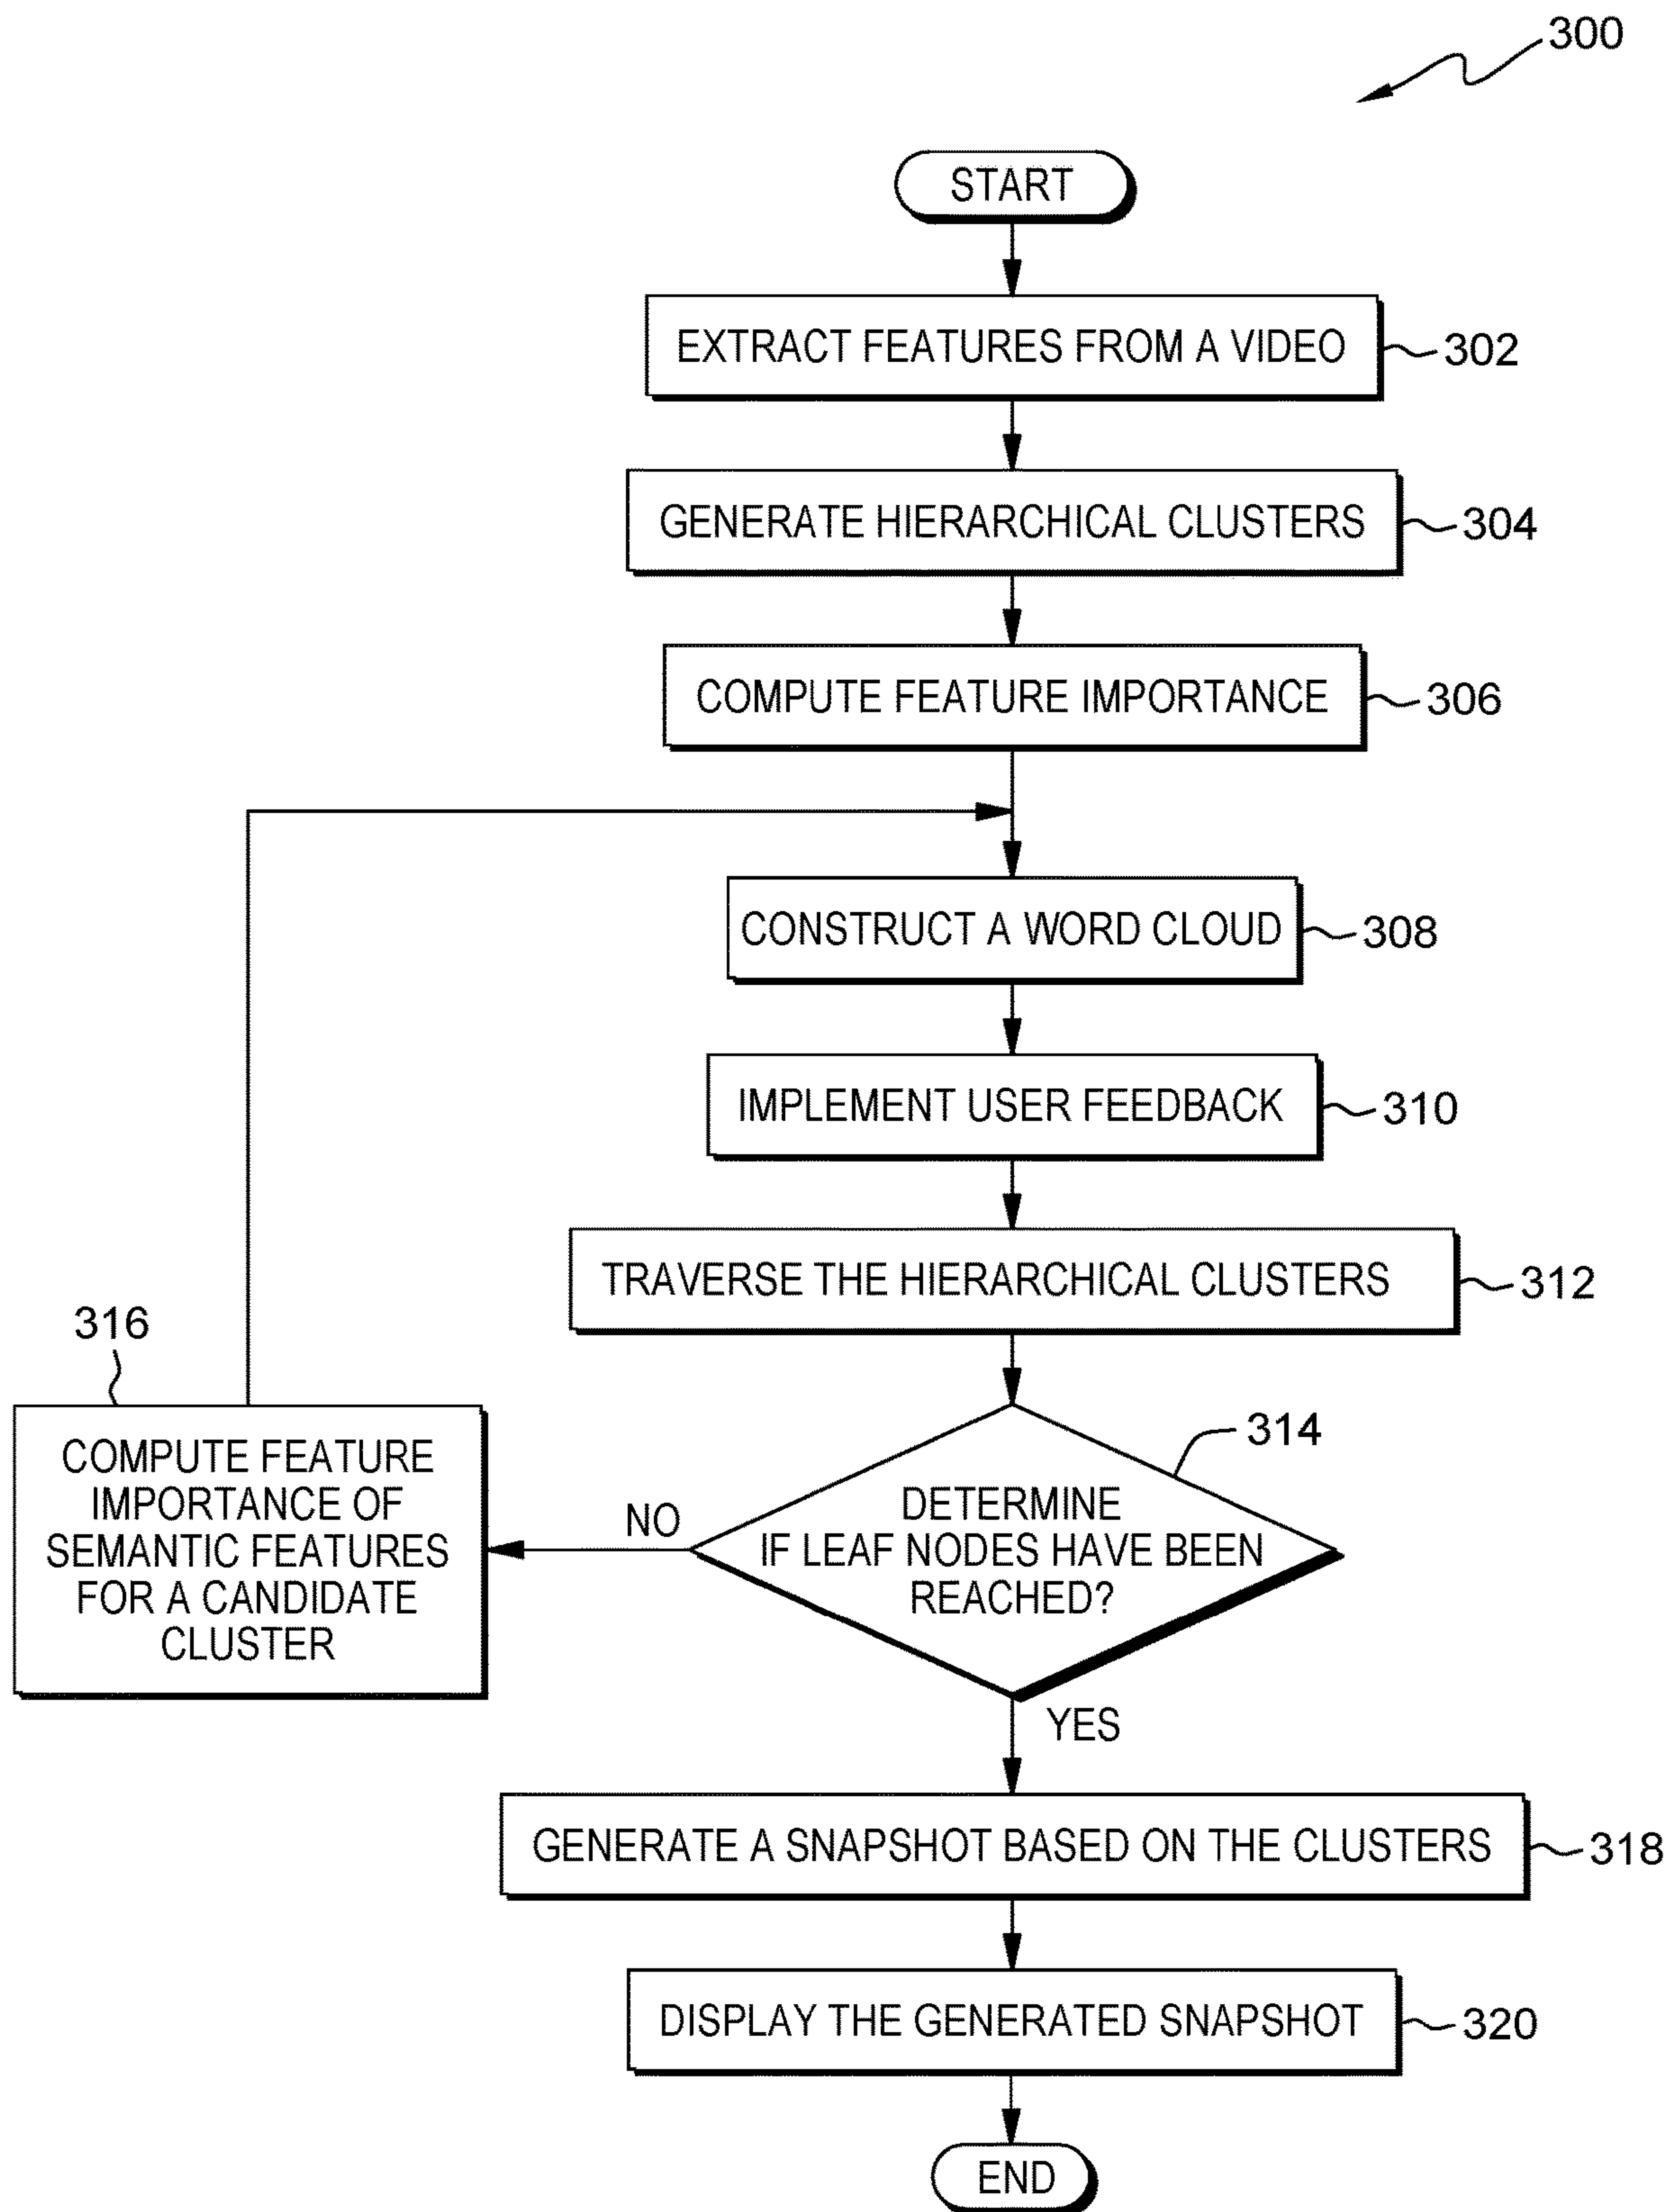 300
START
EXTRACT FEATURES FROM A VIDEO
302
GENERATE HIERARCHICAL CLUSTERS
304
COMPUTE FEATURE IMPORTANCE
306
CONSTRUCT A WORD CLOUD
308
IMPLEMENT USER FEEDBACK
310
TRAVERSE THE HIERARCHICAL CLUSTERS
312
314
DETERMINE
IF LEAF NODES HAVE BEEN
REACHED?
NO
316
COMPUTE FEATURE
IMPORTANCE OF
SEMANTIC FEATURES
FOR A CANDIDATE
CLUSTER
YES
GENERATE A SNAPSHOT BASED ON THE CLUSTERS
318
DISPLAY THE GENERATED SNAPSHOT
320
END